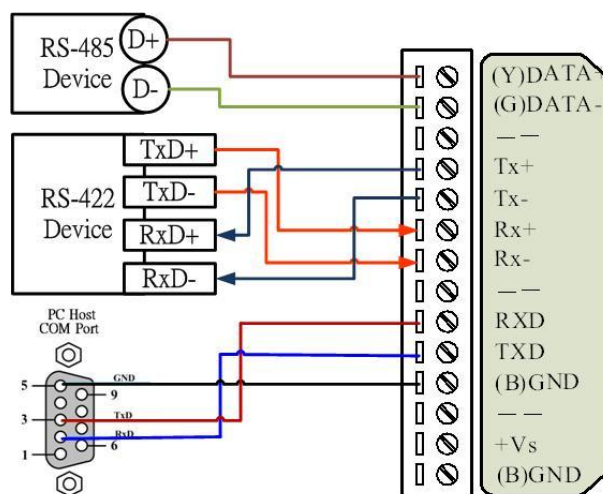 RS-485
Device
D+
D-
RS-422
Device
TxD+
TxD-
RxD+
RxD-
PC Host
COM Port
5
3
1
9
6
GND
TxD
RxD
(Y)DATA+
(G)DATA-
— —
Tx+
Tx-
Rx+
Rx-
— —
RXD
TXD
(B)GND
— —
+Vs
(B)GND